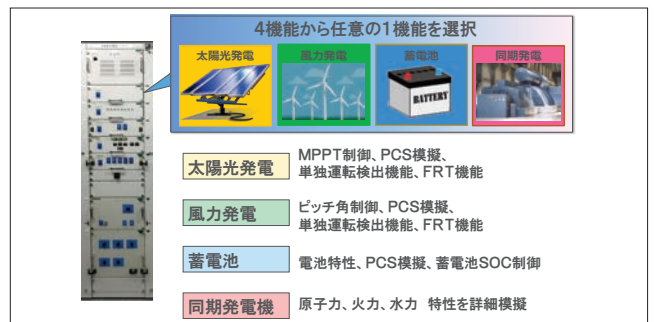 4機能から任意の1機能を選択
太陽光発電
風力発電
蓄電池
同期発電
BATTERY
太陽光発電
MPPT制御、PCS模擬、
単独運転検出機能、FRT機能
風力発電
ピッチ角制御、PCS模擬、
単独運転検出機能、FRT機能
蓄電池
電池特性、PCS模擬、蓄電池SOC制御
同期発電機
原子力、火力、水力 特性を詳細模擬